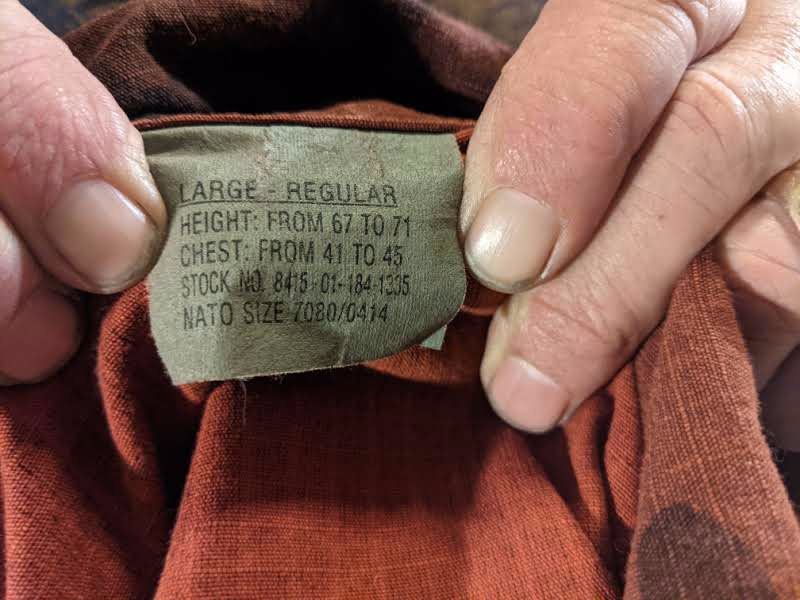 LARGE - REGULAR
HEIGHT: FROM 67 TO 71
CHEST: FROM 41 TO 45
STOCK NO. 8415-01-184-1335
NATO SIZE 7080/0414